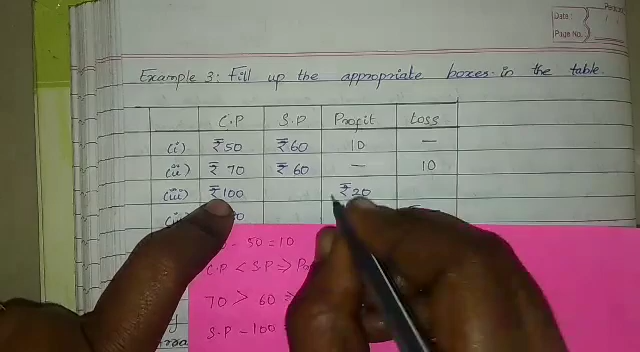 Date :
Page No.
Example 3: Fill up the appropriate boxes in the table.
C.P S.P Profit Loss
(i) ₹50 ₹60 10 —
(ii) ₹ 70 ₹ 60 — 10
(iii) ₹100 ₹20
- 50 = 10
C.P < S.P ⇒
70 > 60 ⇒
S.P - 100